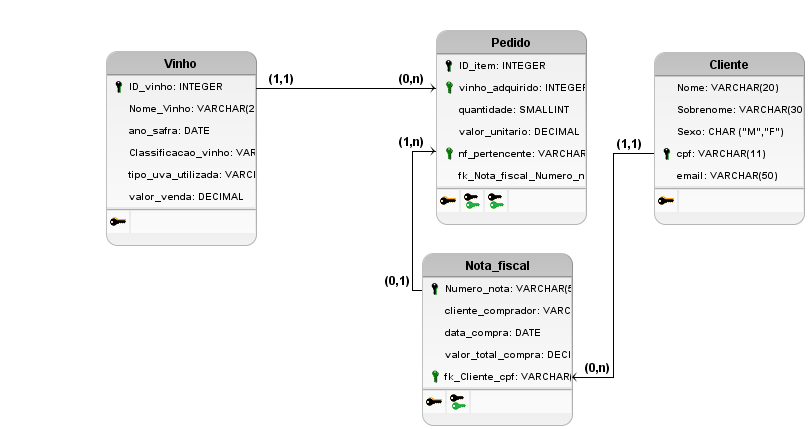 Vinho
ID_vinho: INTEGER
Nome_Vinho: VARCHAR(2
ano_safra: DATE
Classificacao_vinho: VAR
tipo_uva_utilizada: VARC
valor_venda: DECIMAL
(1,1)
(0,n)
Pedido
ID_item: INTEGER
vinho_adquirido: INTEGER
quantidade: SMALLINT
valor_unitario: DECIMAL
nf_pertencente: VARCHAR
fk_Nota_fiscal_Numero_n
(1,n)
(0,1)
Cliente
Nome: VARCHAR(20)
Sobrenome: VARCHAR(30
Sexo: CHAR ("M","F")
cpf: VARCHAR(11)
email: VARCHAR(50)
(1,1)
(0,n)
Nota_fiscal
Numero_nota: VARCHAR(5
cliente_comprador: VARC
data_compra: DATE
valor_total_compra: DECI
fk_Cliente_cpf: VARCHAR(